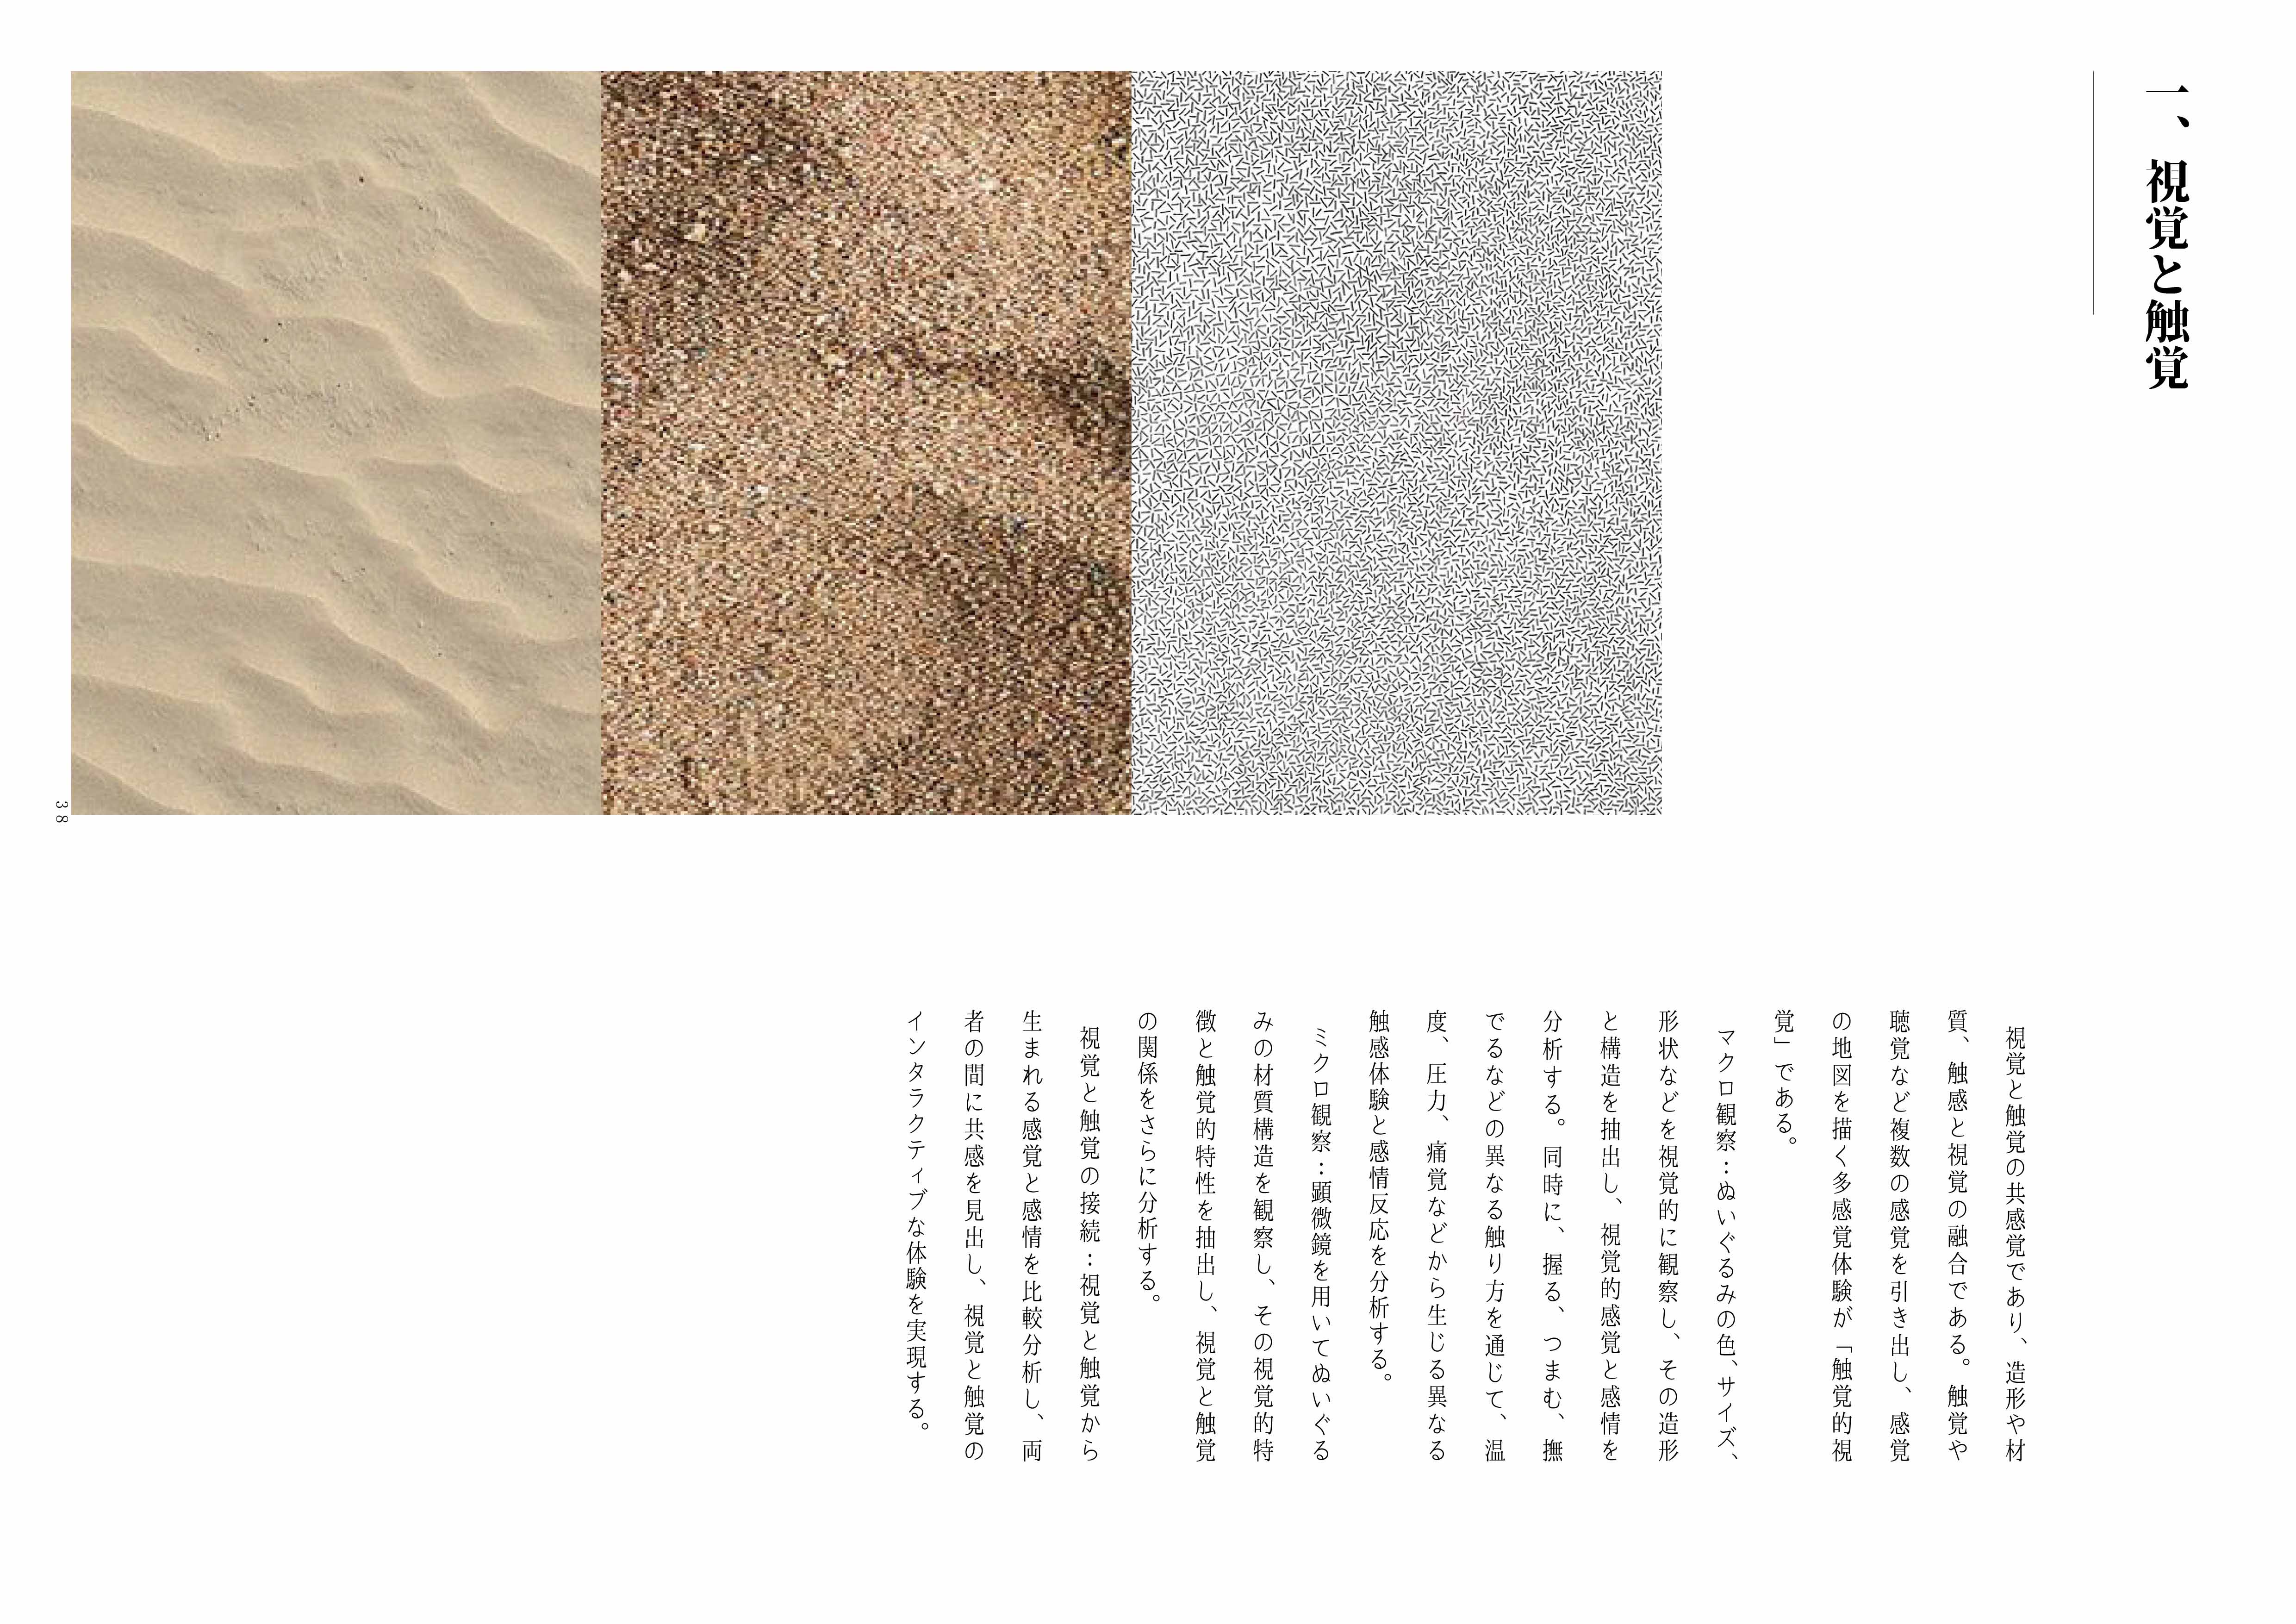 一、視覚と触覚
視覚と触覚の共感覚であり、造形や材
質、触感と視覚の融合である。触覚や
聴覚など複数の感覚を引き出し、感覚
の地図を描く多感覚体験が「触覚的視
覚」である。
マクロ観察：ぬいぐるみの色、サイズ、
形状などを視覚的に観察し、その造形
と構造を抽出し、視覚的感覚と感情を
分析する。同時に、握る、つまむ、撫
でるなどの異なる触り方を通じて、温
度、圧力、痛覚などから生じる異なる
触感体験と感情反応を分析する。
ミクロ観察：顕微鏡を用いてぬいぐる
みの材質構造を観察し、その視覚的特
徴と触覚的特性を抽出し、視覚と触覚
の関係をさらに分析する。
視覚と触覚の接続：視覚と触覚から
生まれる感覚と感情を比較分析し、両
者の間に共感を見出し、視覚と触覚の
インタラクティブな体験を実現する。
38